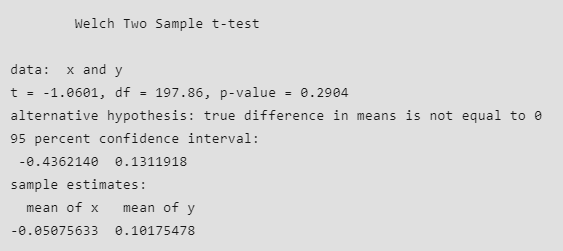 Welch Two Sample t-test
data:  x and y
t = -1.0601, df = 197.86, p-value = 0.2904
alternative hypothesis: true difference in means is not equal to 0
95 percent confidence interval:
 -0.4362140  0.1311918
sample estimates:
  mean of x   mean of y
-0.05075633  0.10175478